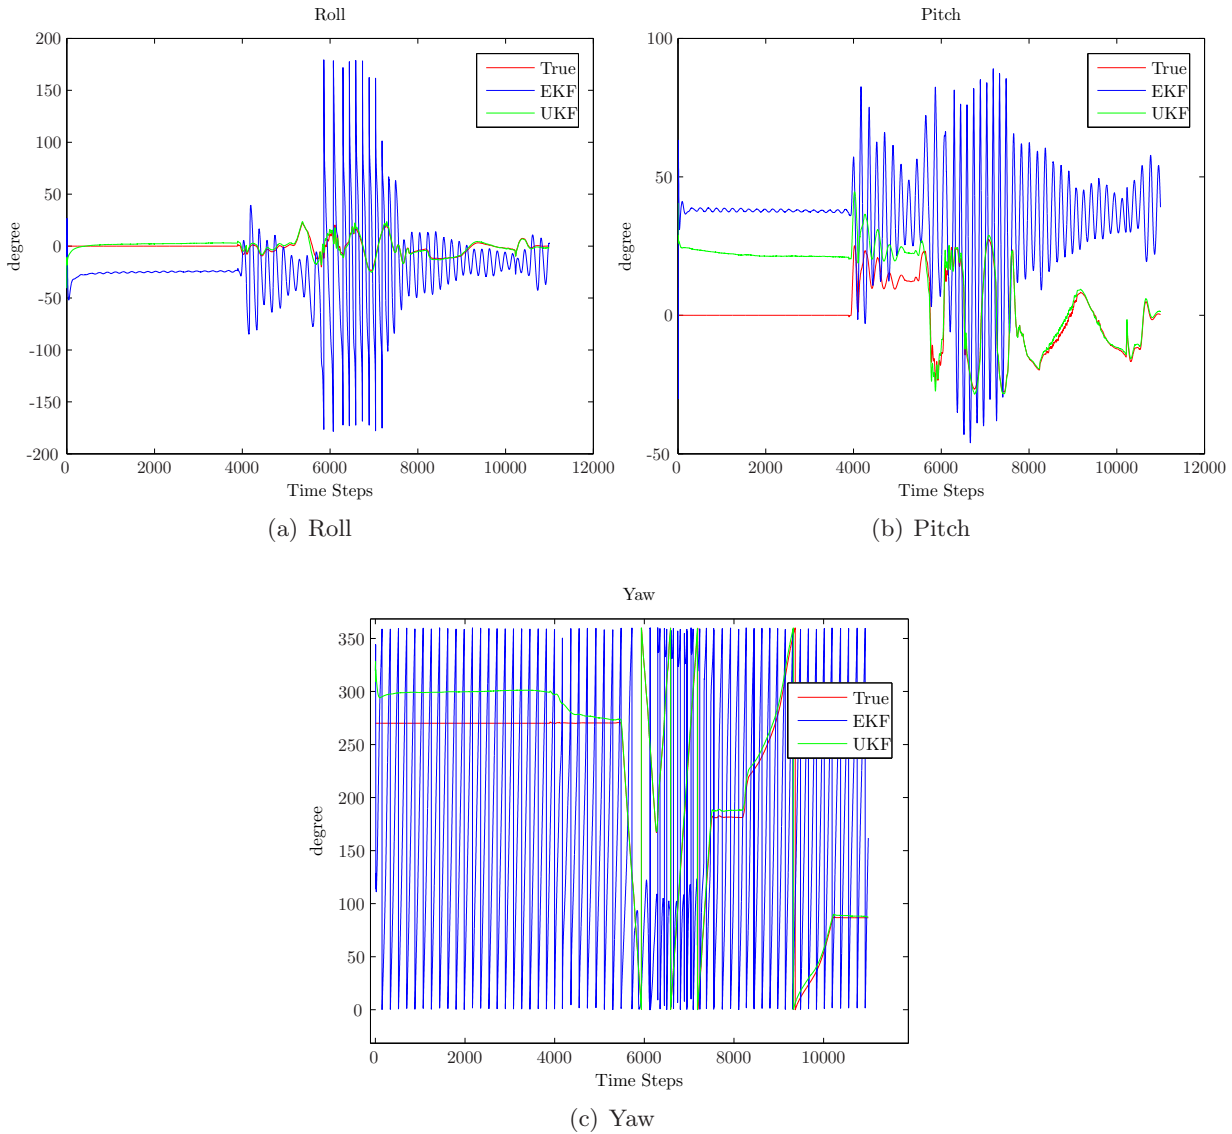 Roll
200
150
100
50
0
-50
-100
-150
-200
0 2000 4000 6000 8000 10000 12000
degree
Time Steps
True
EKF
UKF
(a) Roll
Pitch
100
50
0
-50
0 2000 4000 6000 8000 10000 12000
degree
Time Steps
True
EKF
UKF
(b) Pitch
Yaw
350
300
250
200
150
100
50
0
0 2000 4000 6000 8000 10000
degree
Time Steps
True
EKF
UKF
(c) Yaw